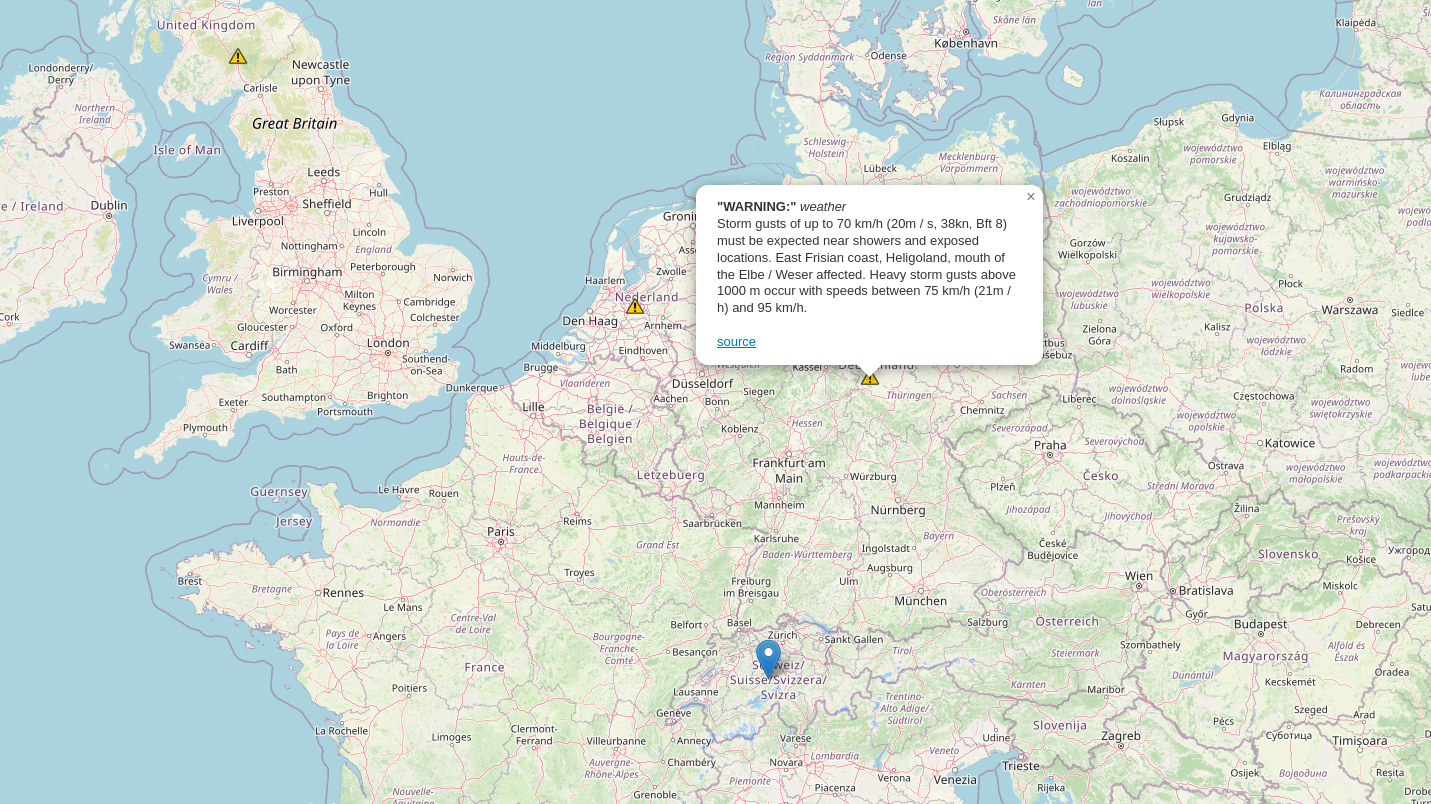 "WARNING:" weather
Storm gusts of up to 70 km/h (20m / s, 38kn, Bft 8)
must be expected near showers and exposed
locations. East Frisian coast, Heligoland, mouth of
the Elbe / Weser affected. Heavy storm gusts above
1000 m occur with speeds between 75 km/h (21m /
h) and 95 km/h.
source
×
United Kingdom
Londonderry/
Derry
Northern
Ireland
Carlisle
Newcastle
upon Tyne
Great Britain
Isle of Man
Leeds
Preston
Hull
Sheffield
Liverpool
Dublin
Lincoln
Nottingham
England
Birmingham
Peterborough
Norwich
Cymru /
Wales
Milton
Keynes
Cambridge
Worcester
Colchester
Gloucester
Oxford
Cork
Swansea
Cardiff
London
Bath
Southend-
on-Sea
Exeter
Southampton
Brighton
Portsmouth
Plymouth
Guernsey
Jersey
Region Syddanmark
Odense
København
Skåne län
Klaipėda
Калининградская
область
Schleswig-
Holstein
Lübeck
Mecklenburg-
Vorpommern
Słupsk
Gdynia
Koszalin
Elbląg
województwo
pomorskie
województwo
zachodniopomorskie
Grudziądz
województwo
warmińsko-
mazurskie
Gorzów
Wielkopolski
województwo
kujawsko-
pomorskie
Płock
Warszawa
Siedlce
województwo
lubuskie
województwo
wielkopolskie
Polska
Zielona
Góra
Kalisz
województwo
łódzkie
Radom
województwo
dolnośląskie
Częstochowa
województwo
świętokrzyskie
województwo
opolskie
Katowice
województwo
małopolskie
Haarlem
Zwolle
Nederland
Den Haag
Arnhem
Middelburg
Eindhoven
Brugge
Dunkerque
Vlaanderen
Düsseldorf
Aachen
Lille
België /
Belgique /
Belgien
Bonn
Siegen
Kassel
Thüringen
Sachsen
Chemnitz
Liberec
Koblenz
Hessen
Severozápad
Severovýchod
Praha
Ostrava
Lëtzebuerg
Frankfurt am
Main
Würzburg
Plzeň
Česko
Střední Morava
Hauts-de-
France
Le Havre
Rouen
Normandie
Reims
Paris
Saarbrücken
Mannheim
Nürnberg
Jihozápad
Jihovýchod
Žilina
Prešovský
kraj
Grand Est
Karlsruhe
Baden-Württemberg
Ingolstadt
Bayern
České
Budějovice
Slovensko
Košice
Ужгород
Brest
Bretagne
Rennes
Troyes
Freiburg
im Breisgau
Ulm
Augsburg
München
Oberösterreich
Wien
Bratislava
Miskolc
Le Mans
Centre-Val
de Loire
Angers
Pays de
la Loire
Bourgogne-
Franche-
Comté
Belfort
Basel
Zürich
Sankt Gallen
Salzburg
Österreich
Győr
Budapest
Debrecen
Szombathely
Besançon
Tirol
Steiermark
Magyarország
Alföld és
Észak
France
Schweiz/
Suisse/Svizzera/
Svizra
Lausanne
Kärnten
Dunántúl
Kecskemét
Oradea
Poitiers
Genève
Trentino-
Alto Adige/
Südtirol
Maribor
Szeged
Arad
La Rochelle
Limoges
Clermont-
Ferrand
Villeurbanne
Annecy
Varese
Udine
Slovenija
Zagreb
Pécs
Суботица
Timișoara
Auvergne-
Rhône-Alpes
Chambéry
Novara
Lombardia
Veneto
Trieste
Verona
Venezia
Osijek
Војводина
Reșița
Grenoble
Piemonte
Piacenza
Rijeka
Nouvelle-